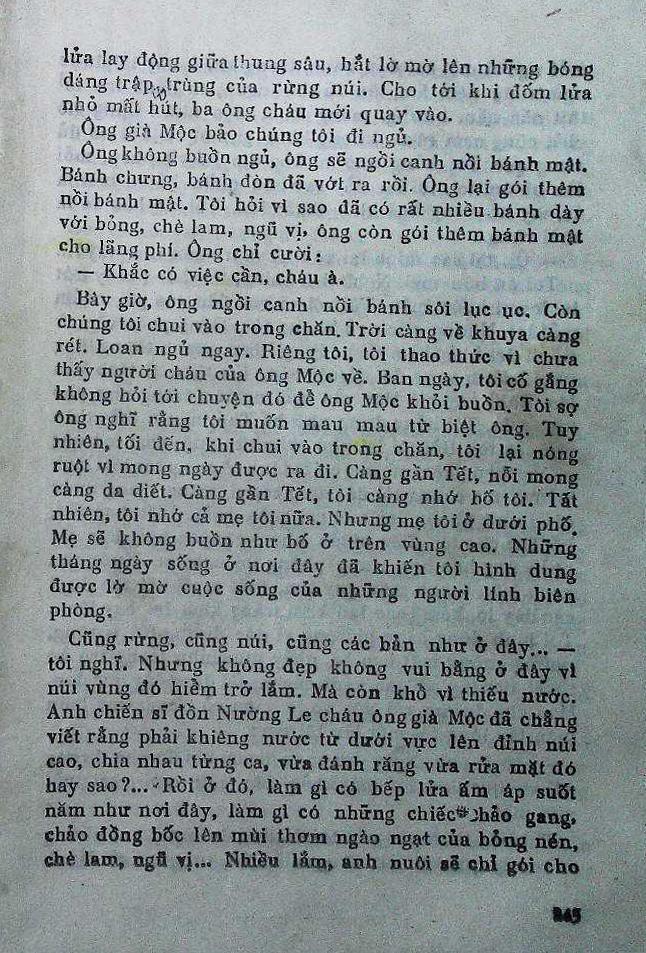 lửa lay động giữa thung sâu, hắt lờ mờ lên những bóng
dáng trập trùng của rừng núi. Cho tới khi đốm lửa
nhỏ mất hút, ba ông cháu mới quay vào.
Ông già Mộc bảo chúng tôi đi ngủ.
Ông không buồn ngủ, ông sẽ ngồi canh nồi bánh mật.
Bánh chưng, bánh đòn đã vớt ra rồi. Ông lại gói thêm
nồi bánh mật. Tôi hỏi vì sao đã có rất nhiều bánh dày
với bỏng, chè lam, ngũ vị, ông còn gói thêm bánh mật
cho lãng phí. Ông chỉ cười:
— Khắc có việc cần, cháu à.
Bây giờ, ông ngồi canh nồi bánh sôi lục ục. Còn
chúng tôi chui vào trong chăn. Trời càng về khuya càng
rét. Loan ngủ ngay. Riêng tôi, tôi thao thức vì chưa
thấy người cháu của ông Mộc về. Ban ngày, tôi cố gắng
không hỏi tới chuyện đó để ông Mộc khỏi buồn. Tôi sợ
ông nghĩ rằng tôi muốn mau mau từ biệt ông. Tuy
nhiên, tối đến, khi chui vào trong chăn, tôi lại nóng
ruột vì mong ngày được ra đi. Càng gần Tết, nỗi mong
càng da diết. Càng gần Tết, tôi càng nhớ bố tôi. Tất
nhiên, tôi nhớ cả mẹ tôi nữa. Nhưng mẹ tôi ở dưới phố.
Mẹ sẽ không buồn như bố ở trên vùng cao. Những
tháng ngày sống ở nơi đây đã khiến tôi hình dung
được lờ mờ cuộc sống của những người lính biên
phòng.
Cũng rừng, cũng núi, cũng các bản như ở đây... —
tôi nghĩ. Nhưng không đẹp không vui bằng ở đây vì
núi vùng đó hiểm trở lắm. Mà còn khổ vì thiếu nước.
Anh chiến sĩ đồn Nường Le cháu ông già Mộc đã chẳng
viết rằng phải khiêng nước từ dưới vực lên đỉnh núi
cao, chia nhau từng ca, vừa đánh răng vừa rửa mặt đó
hay sao?... Rồi ở đó, làm gì có bếp lửa ấm áp suốt
năm như nơi đây, làm gì có những chiếc chảo gang,
chảo đồng bốc lên mùi thơm ngào ngạt của bỏng nén,
chè lam, ngũ vị... Nhiều lắm, anh nuôi sẽ chỉ gói cho
245